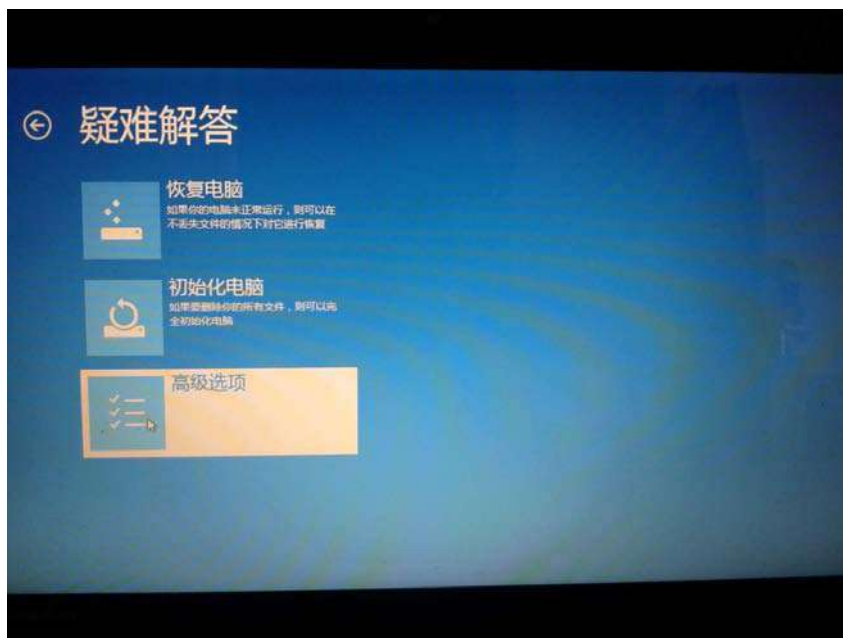 疑难解答
恢复电脑
如果你的电脑未正常运行，则可以在
不丢失文件的情况下对它进行恢复
初始化电脑
如果要删除你的所有文件，则可以完
全初始化电脑
高级选项